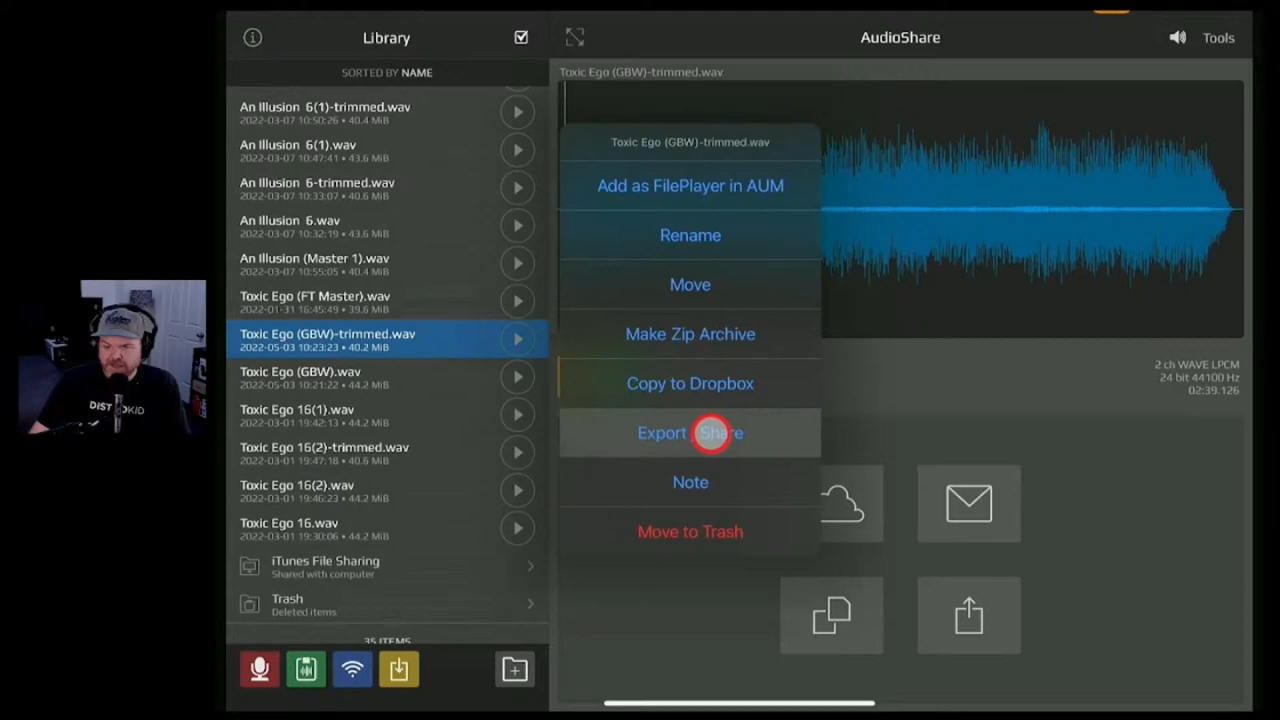 Library
AudioShare
Tools
SORTED BY NAME
Toxic Ego (GBW)-trimmed.wav
An Illusion 6(1)-trimmed.wav
2022-03-07 10:50:26 • 40.4 MiB
An Illusion 6(1).wav
2022-03-07 10:47:41 • 43.6 MiB
An Illusion 6-trimmed.wav
2022-03-07 10:33:07 • 40.6 MiB
An Illusion 6.wav
2022-03-07 10:32:19 • 43.6 MiB
An Illusion (Master 1).wav
2022-03-07 10:55:05 • 40.4 MiB
Toxic Ego (FT Master).wav
2022-01-31 16:45:49 • 39.6 MiB
Toxic Ego (GBW)-trimmed.wav
2022-05-03 10:23:23 • 40.2 MiB
Toxic Ego (GBW).wav
2022-05-03 10:21:22 • 44.2 MiB
Toxic Ego 16(1).wav
2022-03-01 19:42:13 • 44.2 MiB
Toxic Ego 16(2)-trimmed.wav
2022-03-01 19:47:18 • 40.6 MiB
Toxic Ego 16(2).wav
2022-03-01 19:46:23 • 44.2 MiB
Toxic Ego 16.wav
2022-03-01 19:30:06 • 44.2 MiB
iTunes File Sharing
Shared with computer
Trash
Deleted items
35 ITEMS
Toxic Ego (GBW)-trimmed.wav
Add as FilePlayer in AUM
Rename
Move
Make Zip Archive
Copy to Dropbox
Export Share
Note
Move to Trash
2 ch WAVE LPCM
24 bit 44100 Hz
02:39.126